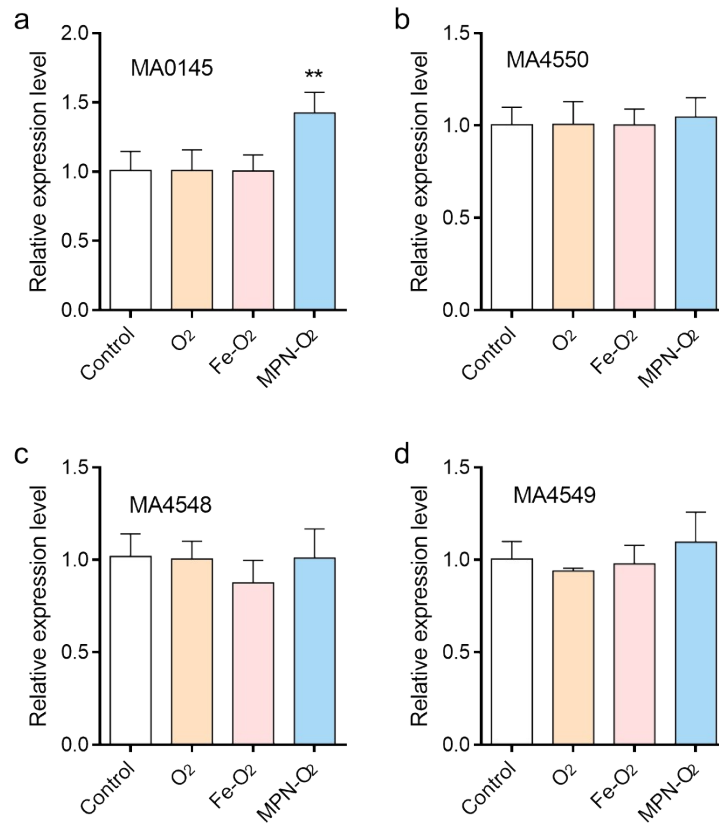 a
MA0145
**
Relative expression level
2.0
1.5
1.0
0.5
0.0
Control
O2
Fe-O2
MPN-O2
b
MA4550
Relative expression level
1.5
1.0
0.5
0.0
Control
O2
Fe-O2
MPN-O2
c
MA4548
Relative expression level
1.5
1.0
0.5
0.0
Control
O2
Fe-O2
MPN-O2
d
MA4549
Relative expression level
1.5
1.0
0.5
0.0
Control
O2
Fe-O2
MPN-O2